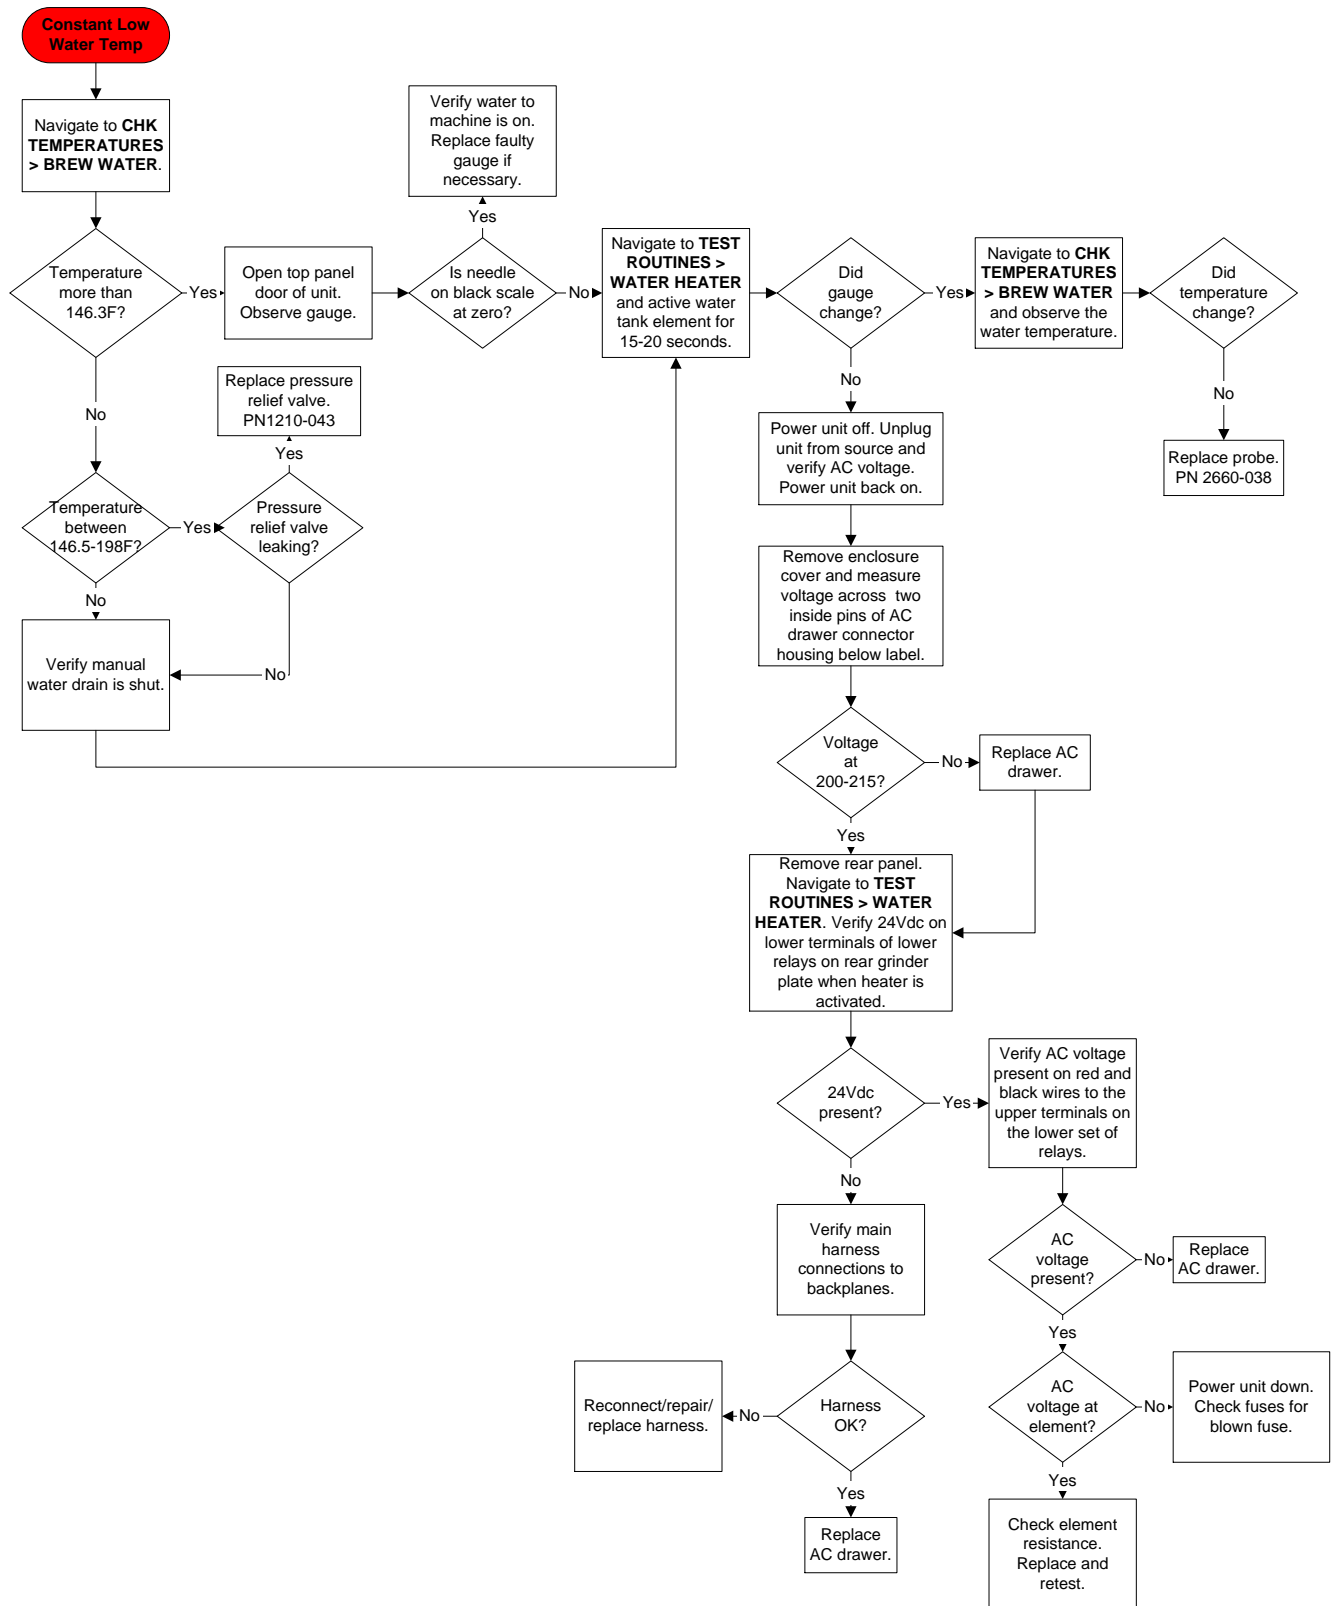 Constant Low
Water Temp
Navigate to CHK
TEMPERATURES
> BREW WATER.
Temperature
more than
146.3F?
Yes
Open top panel
door of unit.
Observe gauge.
Is needle
on black scale
at zero?
Yes
Verify water to
machine is on.
Replace faulty
gauge if
necessary.
No
Navigate to TEST
ROUTINES >
WATER HEATER
and active water
tank element for
15-20 seconds.
Did
gauge
change?
Yes
Navigate to CHK
TEMPERATURES
> BREW WATER
and observe the
water temperature.
Did
temperature
change?
No
Replace probe.
PN 2660-038
No
Temperature
between
146.5-198F?
Yes
Pressure
relief valve
leaking?
Yes
Replace pressure
relief valve.
PN1210-043
No
No
Verify manual
water drain is shut.
No
Power unit off. Unplug
unit from source and
verify AC voltage.
Power unit back on.
Remove enclosure
cover and measure
voltage across two
inside pins of AC
drawer connector
housing below label.
Voltage
at
200-215?
No
Replace AC
drawer.
Yes
Remove rear panel.
Navigate to TEST
ROUTINES > WATER
HEATER. Verify 24Vdc on
lower terminals of lower
relays on rear grinder
plate when heater is
activated.
24Vdc
present?
Yes
Verify AC voltage
present on red and
black wires to the
upper terminals on
the lower set of
relays.
No
Verify main
harness
connections to
backplanes.
Harness
OK?
No
Reconnect/repair/
replace harness.
Yes
Replace
AC drawer.
AC
voltage
present?
No
Replace
AC drawer.
Yes
AC
voltage at
element?
No
Power unit down.
Check fuses for
blown fuse.
Yes
Check element
resistance.
Replace and
retest.